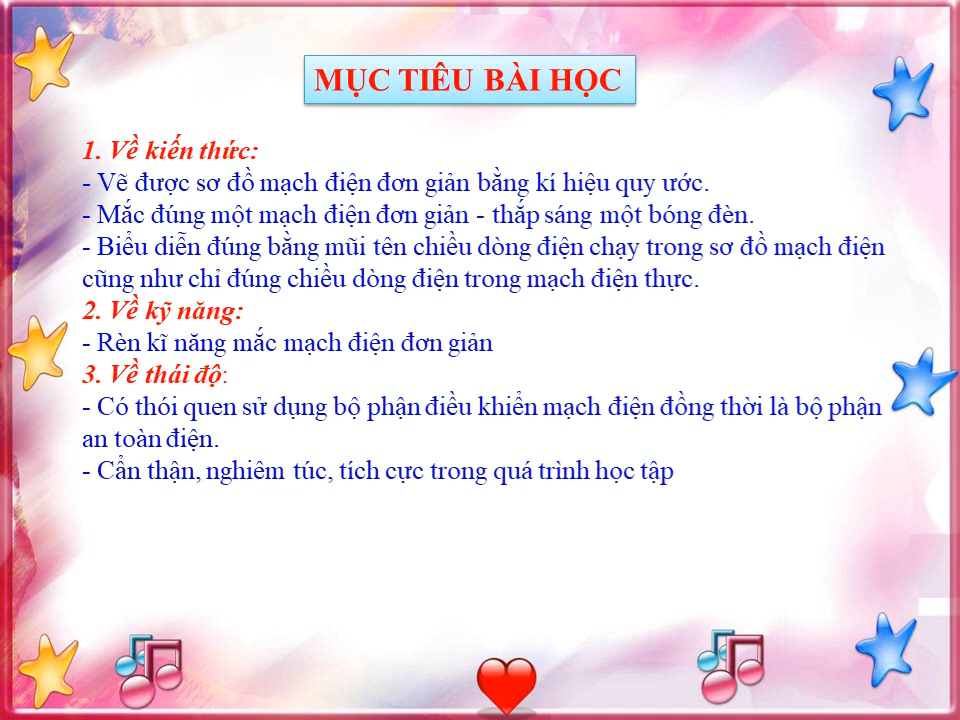 MỤC TIÊU BÀI HỌC
1. Về kiến thức:
- Vẽ được sơ đồ mạch điện đơn giản bằng kí hiệu quy ước.
- Mắc đúng một mạch điện đơn giản - thắp sáng một bóng đèn.
- Biểu diễn đúng bằng mũi tên chiều dòng điện chạy trong sơ đồ mạch điện
cũng như chỉ đúng chiều dòng điện trong mạch điện thực.
2. Về kỹ năng:
- Rèn kĩ năng mắc mạch điện đơn giản
3. Về thái độ:
- Có thói quen sử dụng bộ phận điều khiển mạch điện đồng thời là bộ phận
an toàn điện.
- Cẩn thận, nghiêm túc, tích cực trong quá trình học tập